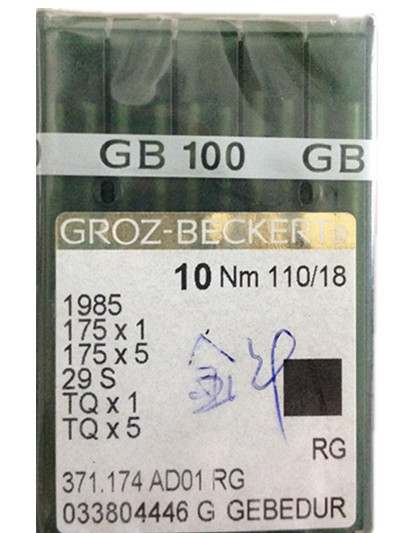 GB 100 GB
GROZ-BECKERT
10 Nm 110/18
1985
175 x 1
175 x 5
29 S
TQ x 1
TQ x 5
RG
371.174 AD01 RG
033804446 G GEBEDUR